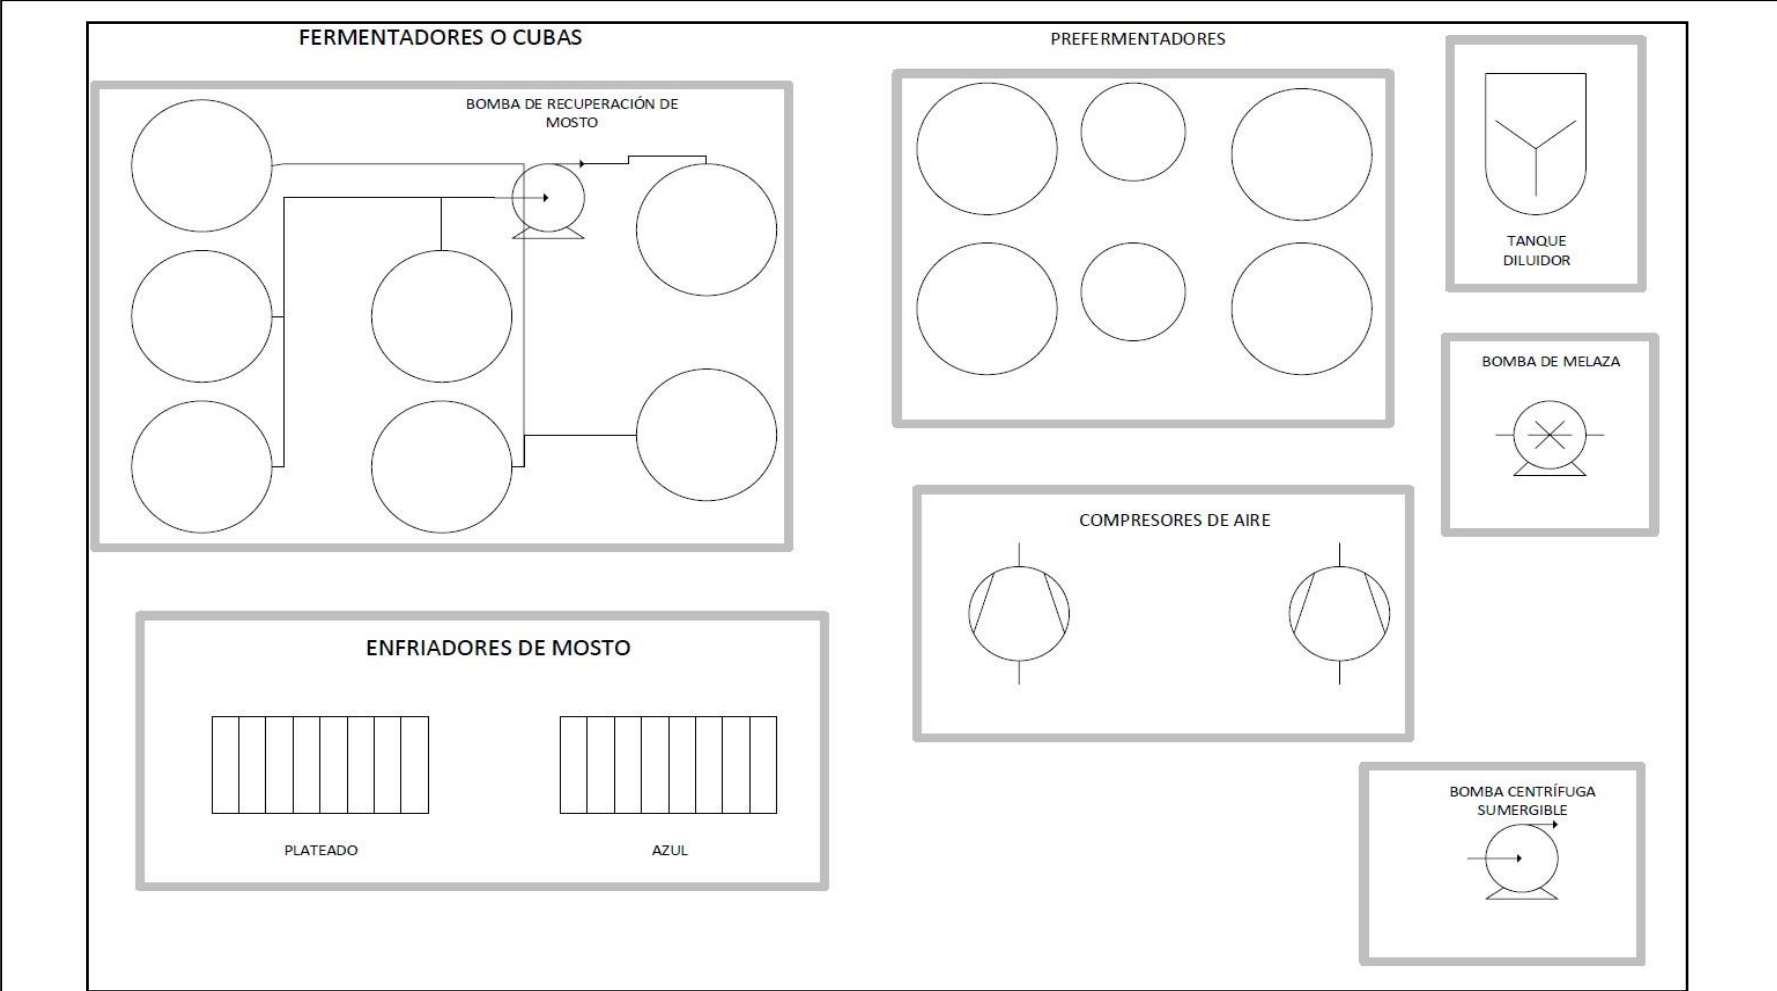 FERMENTADORES O CUBAS
PREFERMENTADORES
BOMBA DE RECUPERACIÓN DE
MOSTO
TANQUE
DILUIDOR
BOMBA DE MELAZA
COMPRESORES DE AIRE
ENFRIADORES DE MOSTO
PLATEADO
AZUL
BOMBA CENTRÍFUGA
SUMERGIBLE